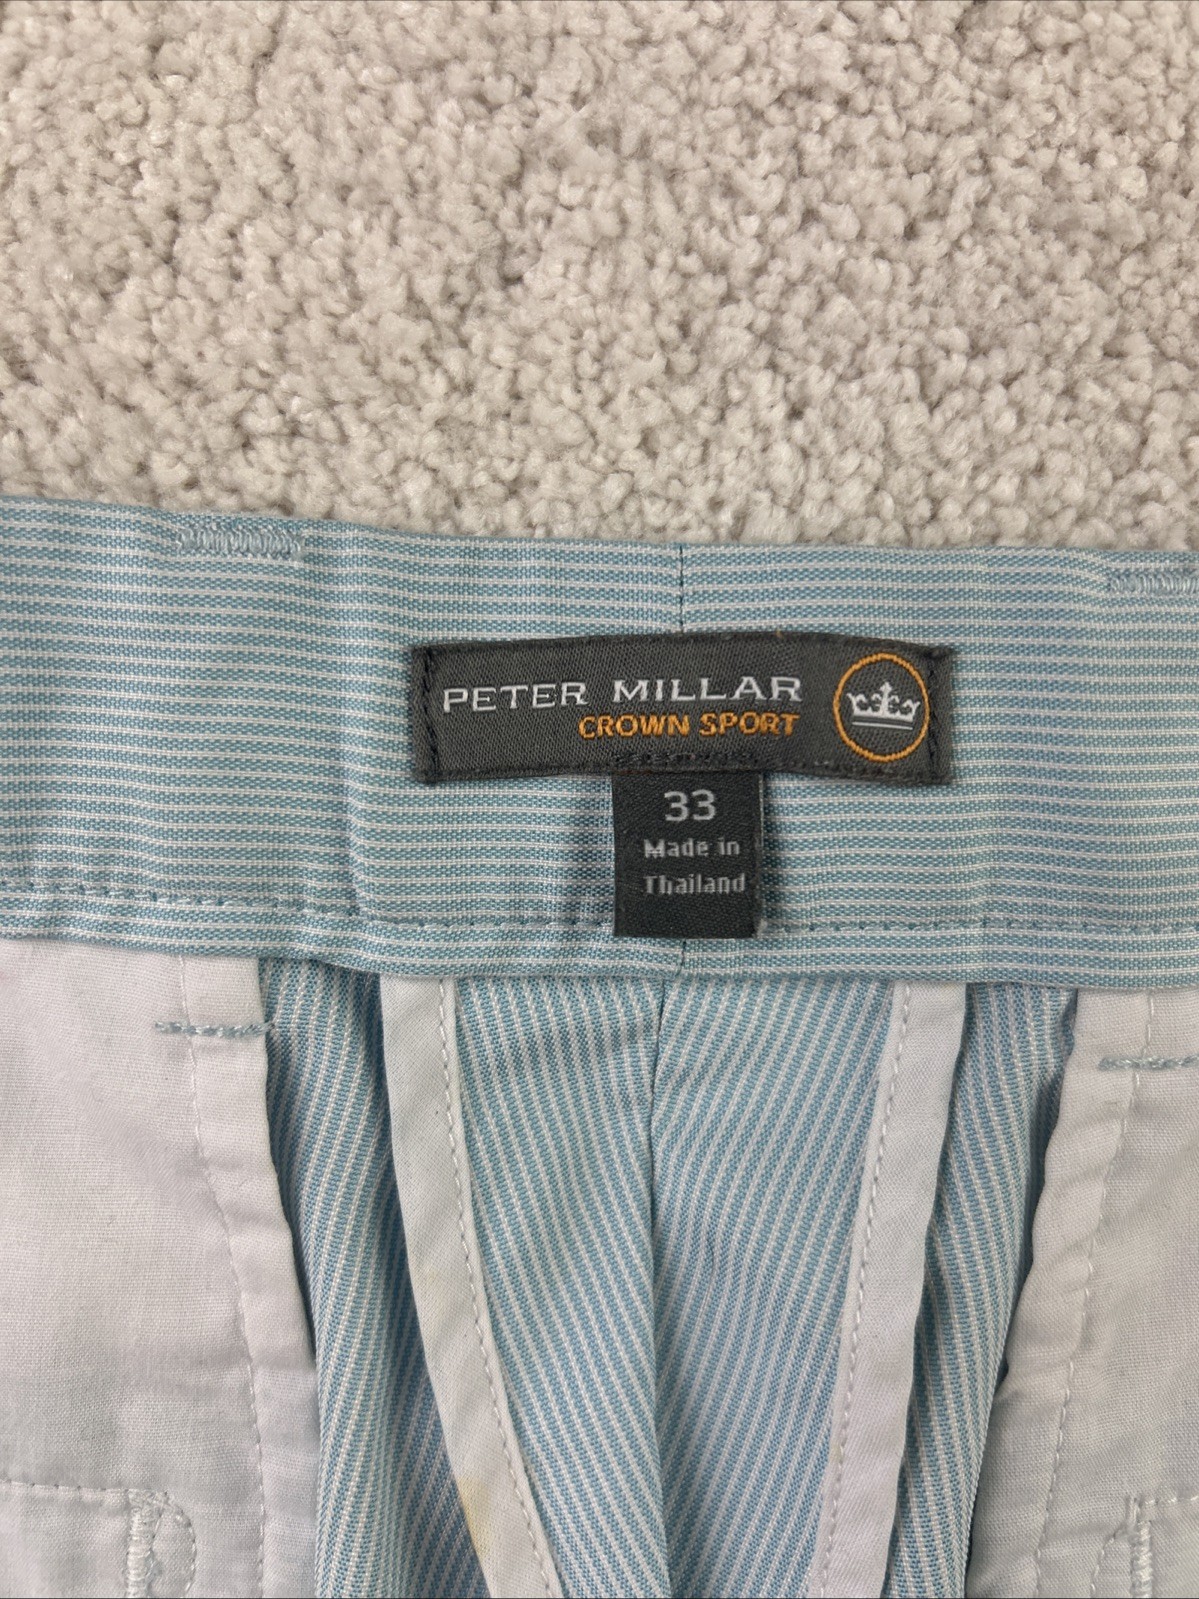 PETER MILLAR
CROWN SPORT
33
Made in
Thailand